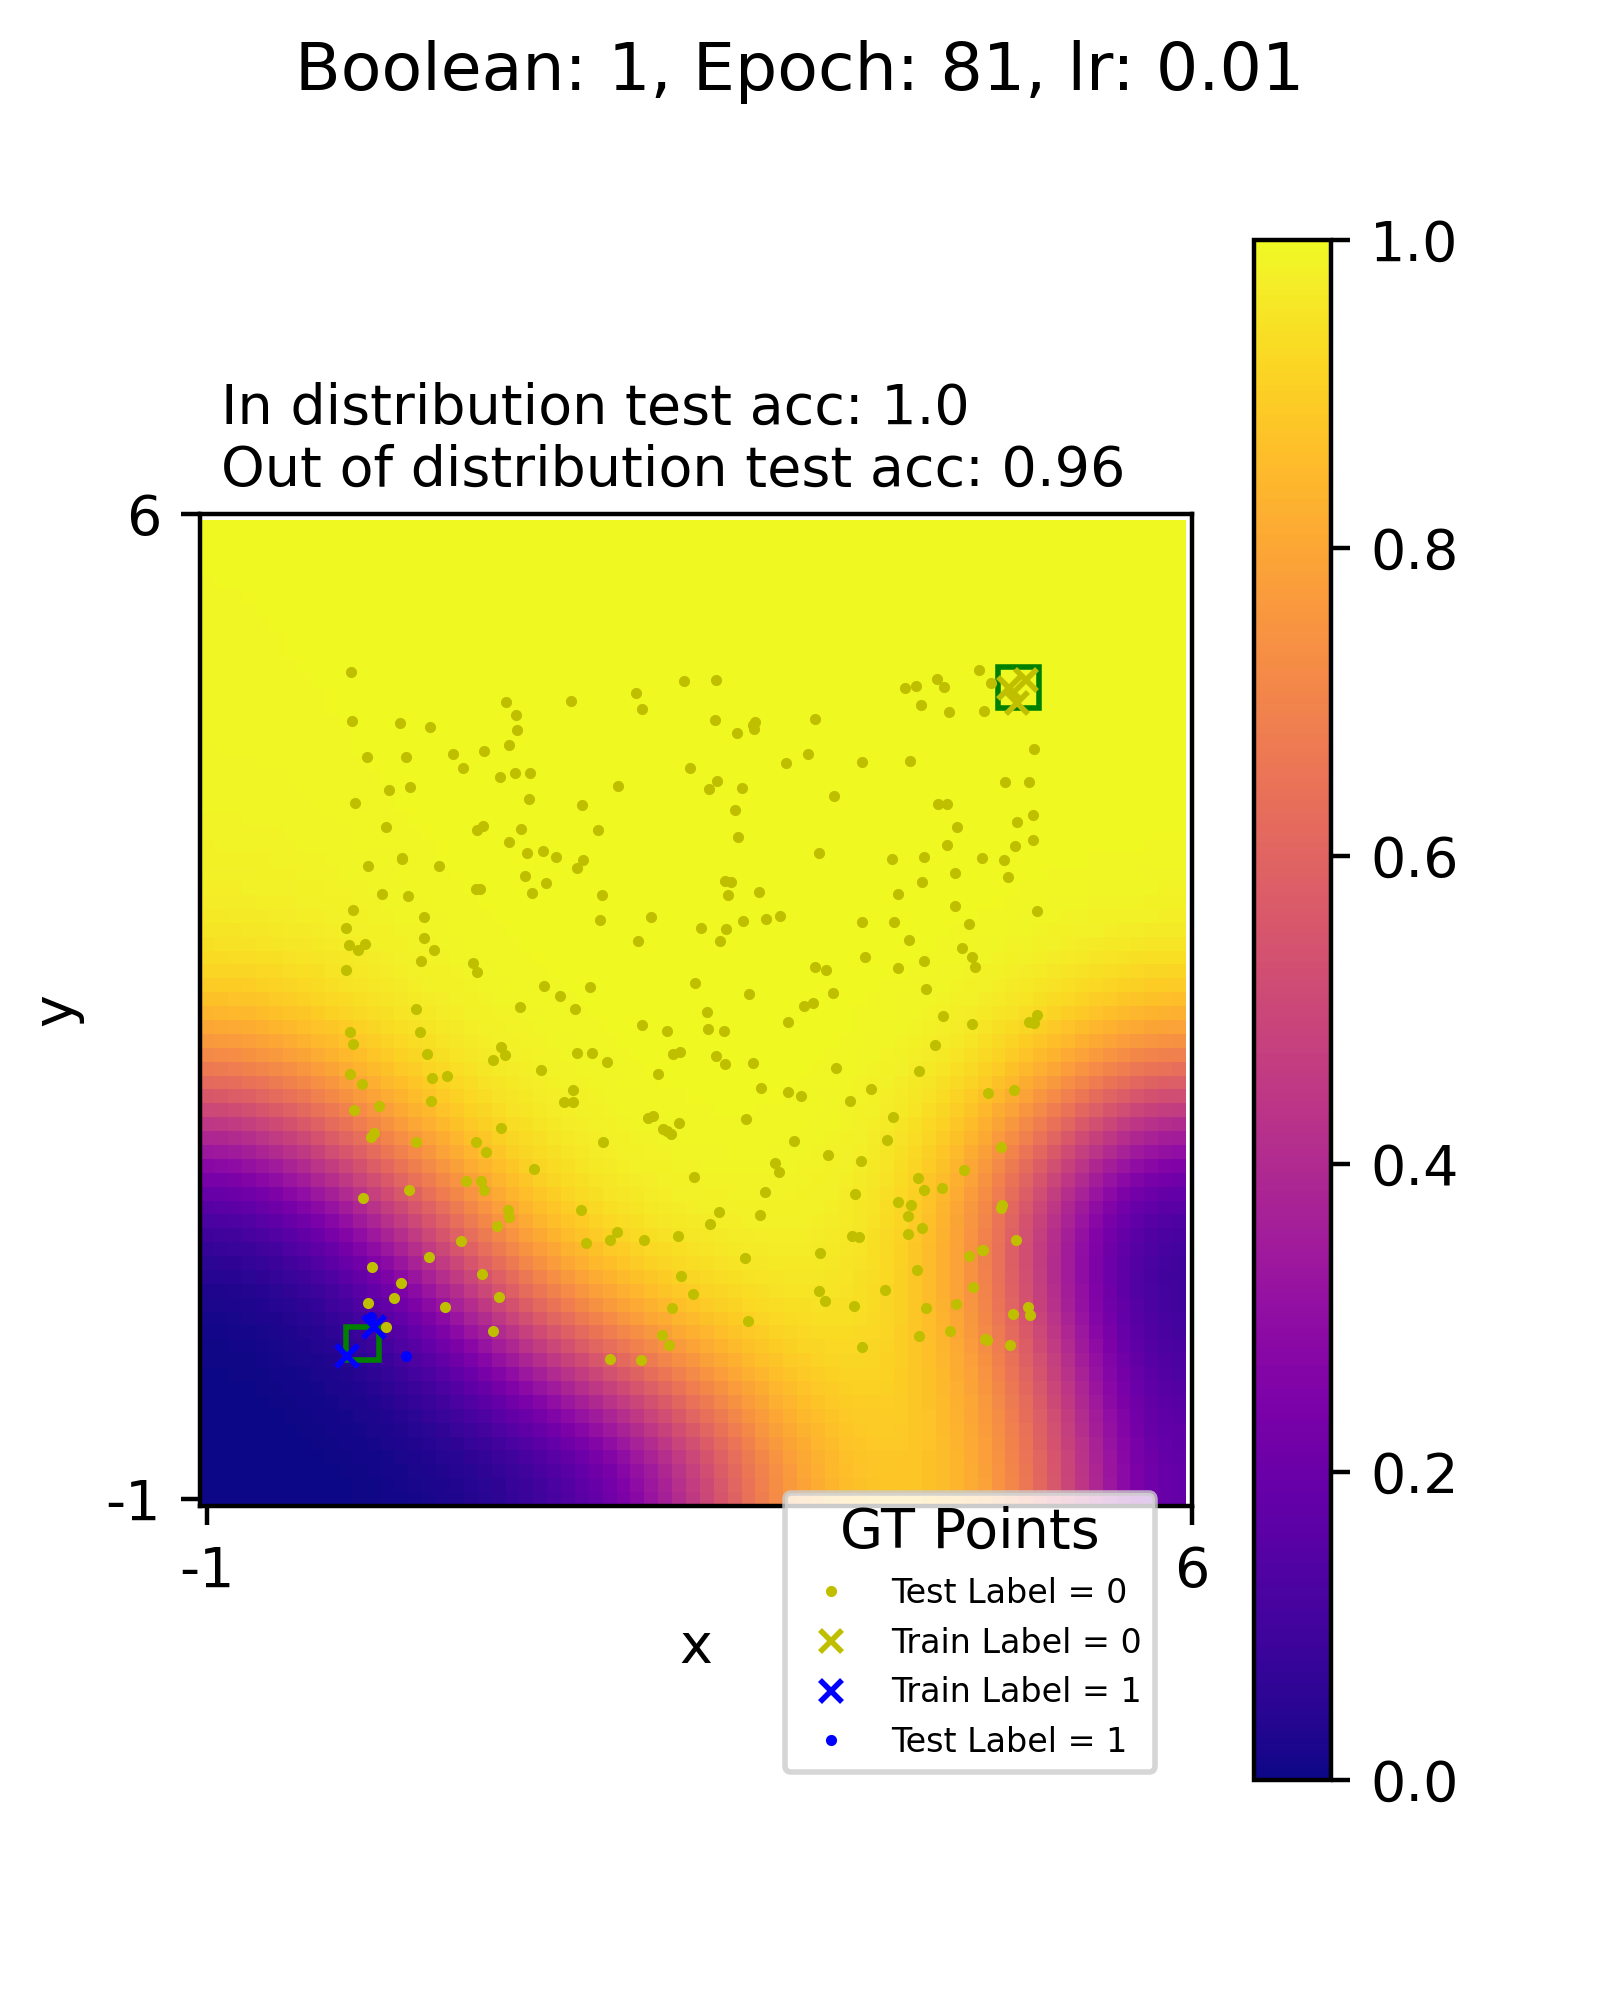 Boolean: 1, Epoch: 81, lr: 0.01
In distribution test acc: 1.0
Out of distribution test acc: 0.96
6
y
-1
-1
6
x
GT Points
Test Label = 0
Train Label = 0
Train Label = 1
Test Label = 1
1.0
0.8
0.6
0.4
0.2
0.0